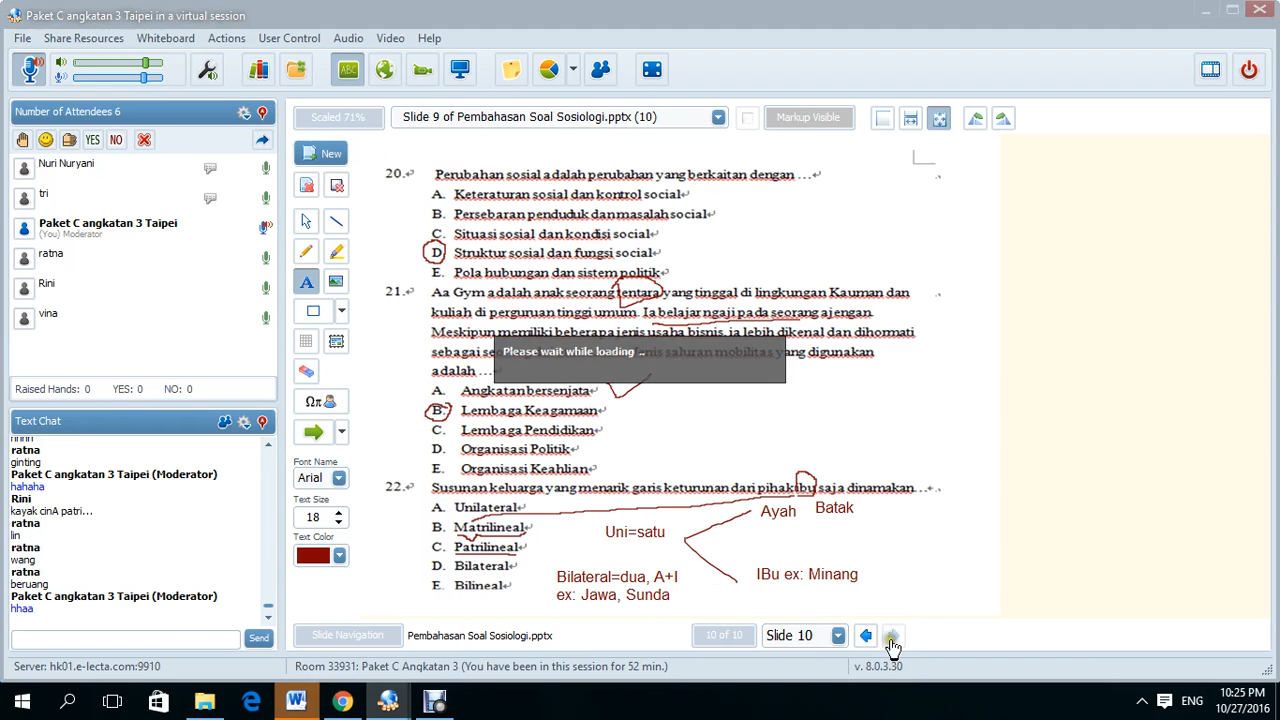 Paket C angkatan 3 Taipei in a virtual session
File Share Resources Whiteboard Actions User Control Audio Video Help
ABC
Number of Attendees 6
YES NO
Nuri Nuryani
tri
Paket C angkatan 3 Taipei
(You) Moderator
ratna
Rini
vina
Raised Hands: 0 YES: 0 NO: 0
Text Chat
ratna
ginting
Paket C angkatan 3 Taipei (Moderator)
hahaha
Rini
kayak cinA patri...
ratna
lin
ratna
wang
ratna
beruang
Paket C angkatan 3 Taipei (Moderator)
hhaa
Send
Scaled 71%
Slide 9 of Pembahasan Soal Sosiologi.pptx (10)
Markup Visible
New
A
Ωπ
Font Name
Arial
Text Size
18
Text Color
20. Perubahan sosial adalah perubahan yang berkaitan dengan …
A. Keteraturan sosial dan kontrol social
B. Persebaran penduduk dan masalah social
C. Situasi sosial dan kondisi social
D. Struktur sosial dan fungsi social
E. Pola hubungan dan sistem politik
21. Aa Gym adalah anak seorang tentara yang tinggal di lingkungan Kauman dan
kuliah di perguruan tinggi umum. Ia belajar ngaji pada seorang ajengan.
Meskipun memiliki beberapa jenis usaha bisnis, ia lebih dikenal dan dihormati
sebagai saluran mobilitas yang digunakan
adalah …
Please wait while loading ..
A. Angkatan bersenjata
B. Lembaga Keagamaan
C. Lembaga Pendidikan
D. Organisasi Politik
E. Organisasi Keahlian
22. Susunan keluarga yang menarik garis keturunan dari pihak ibu saja dinamakan…
A. Unilateral
B. Matrilineal
C. Patrilineal
D. Bilateral
E. Bilineal
Ayah Batak
Uni=satu
IBu ex: Minang
Bilateral=dua, A+I
ex: Jawa, Sunda
Slide Navigation
Pembahasan Soal Sosiologi.pptx
10 of 10
Slide 10
Server: hk01.e-lecta.com:9910
Room 33931: Paket C Angkatan 3 (You have been in this session for 52 min.)
v. 8.0.3.30
ENG
10:25 PM
10/27/2016